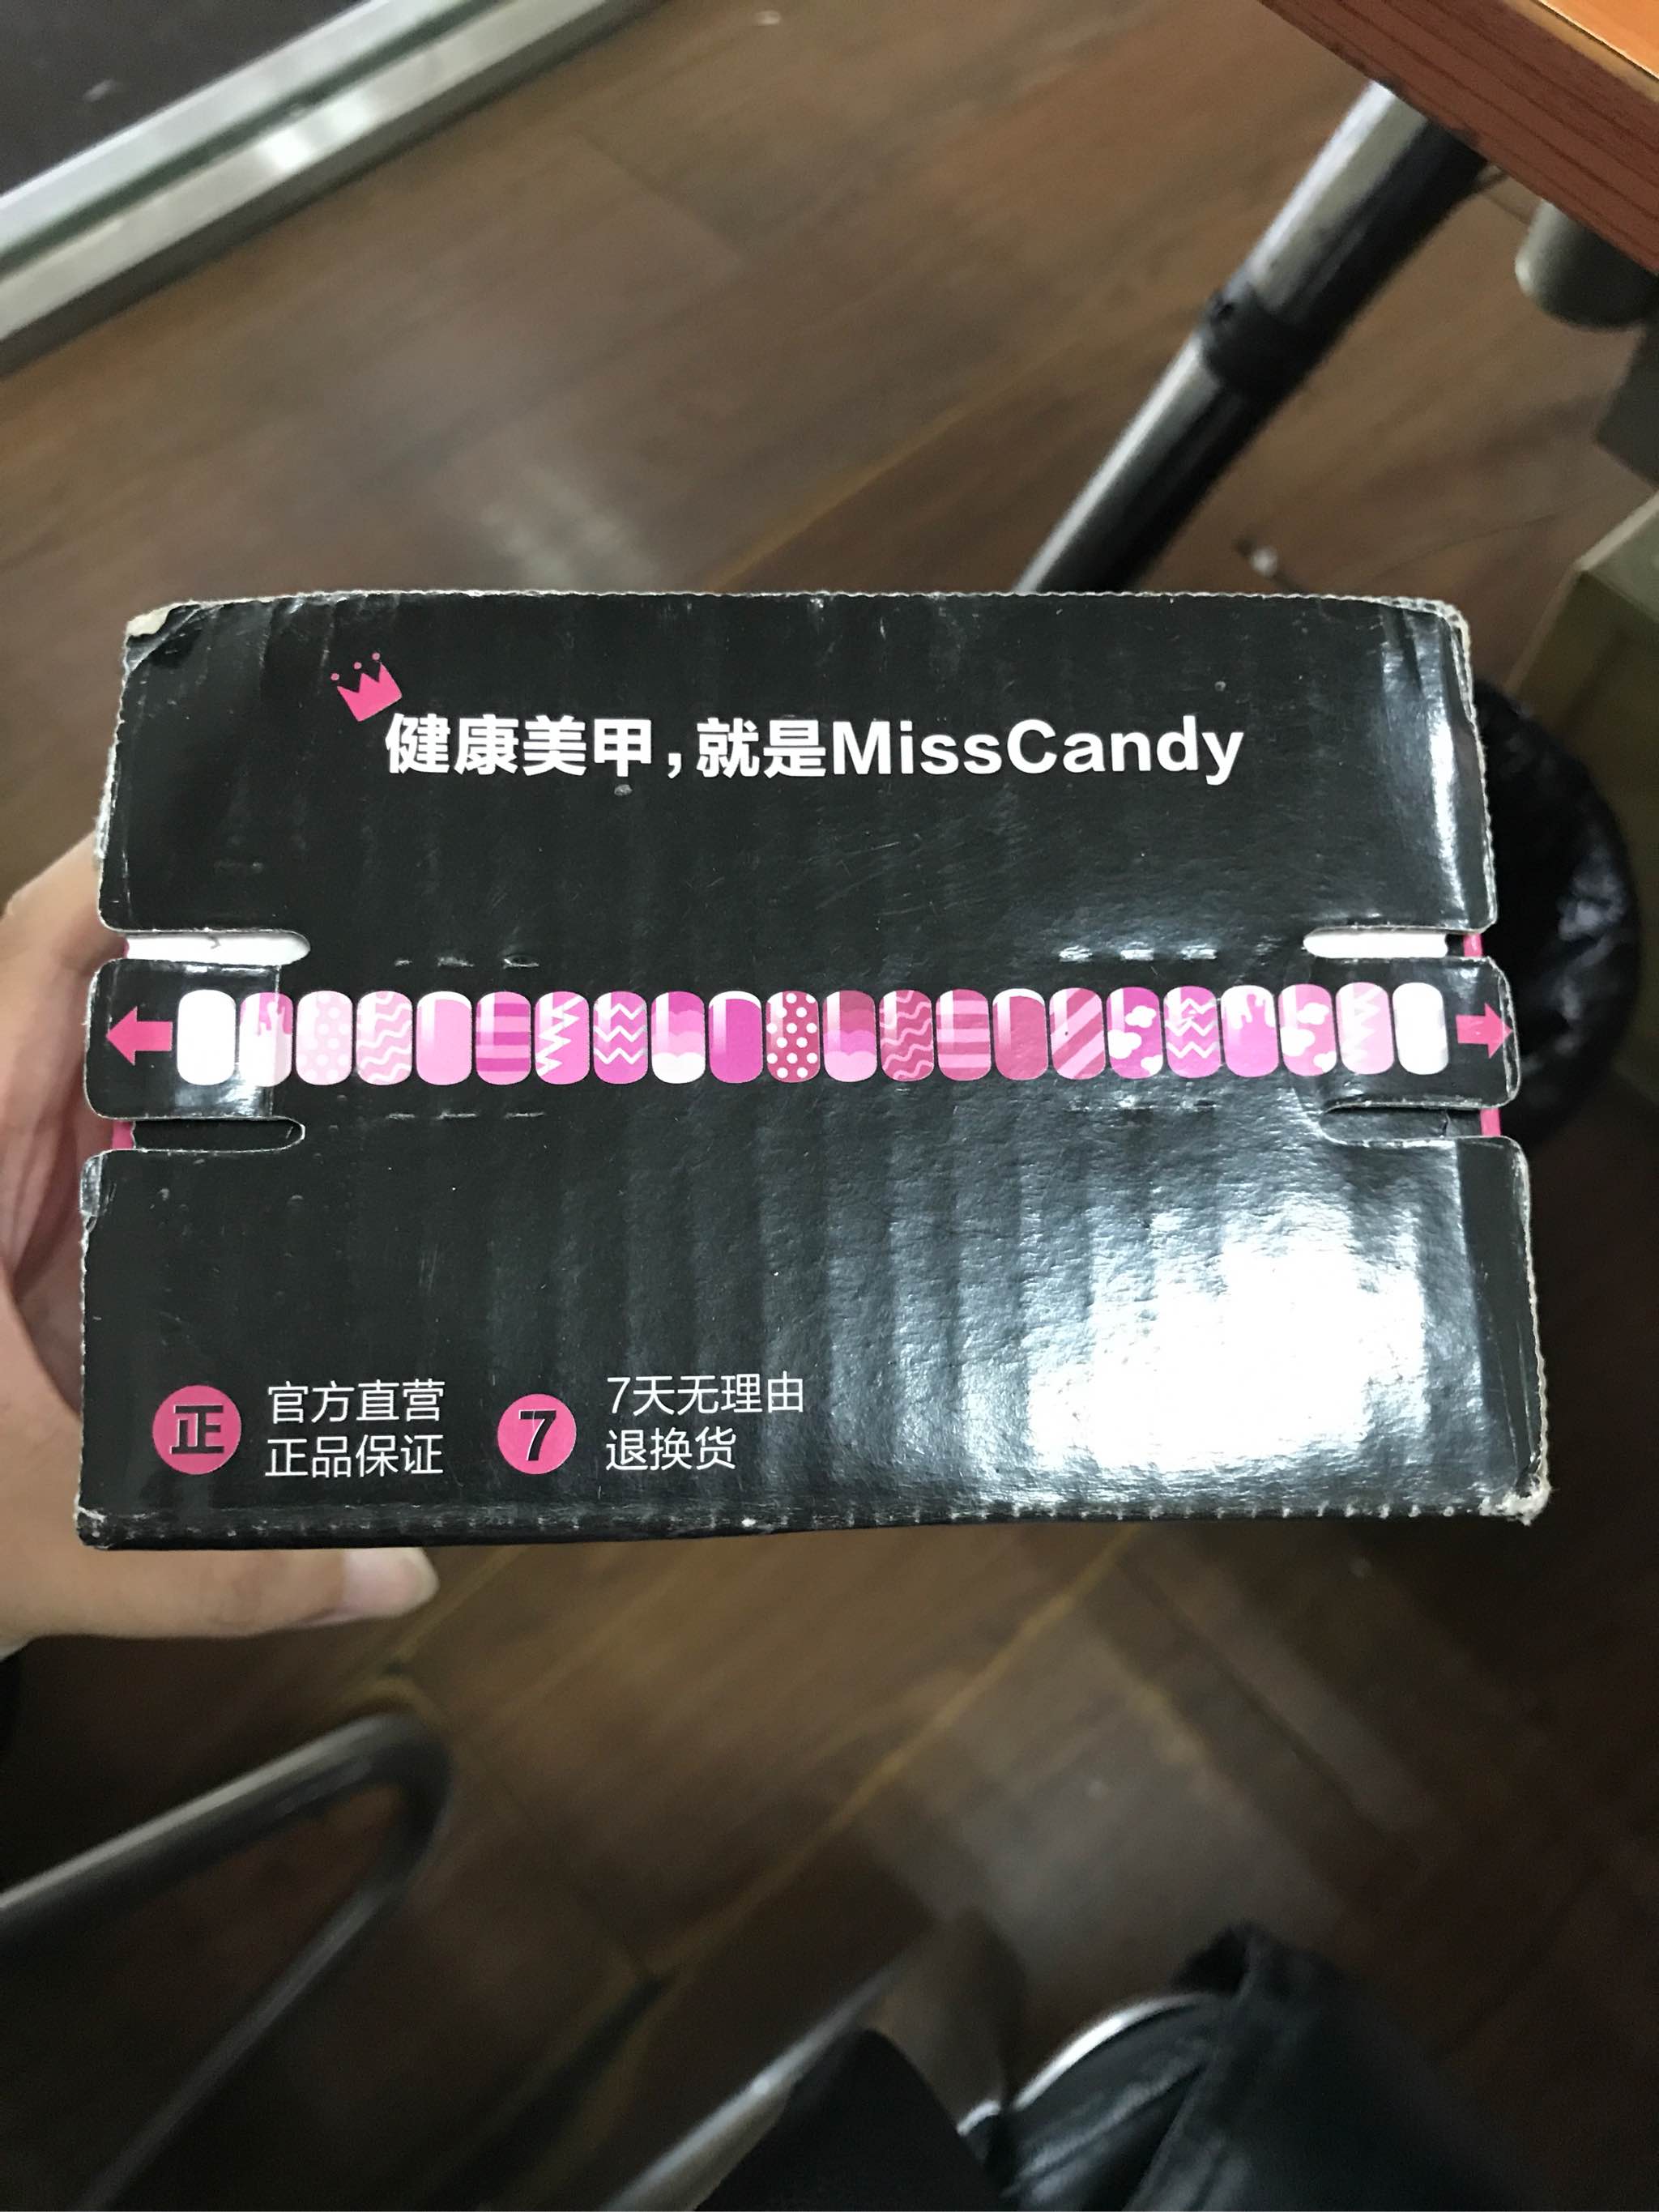 健康美甲，就是MissCandy
正
官方直营
正品保证
7
7天无理由
退换货